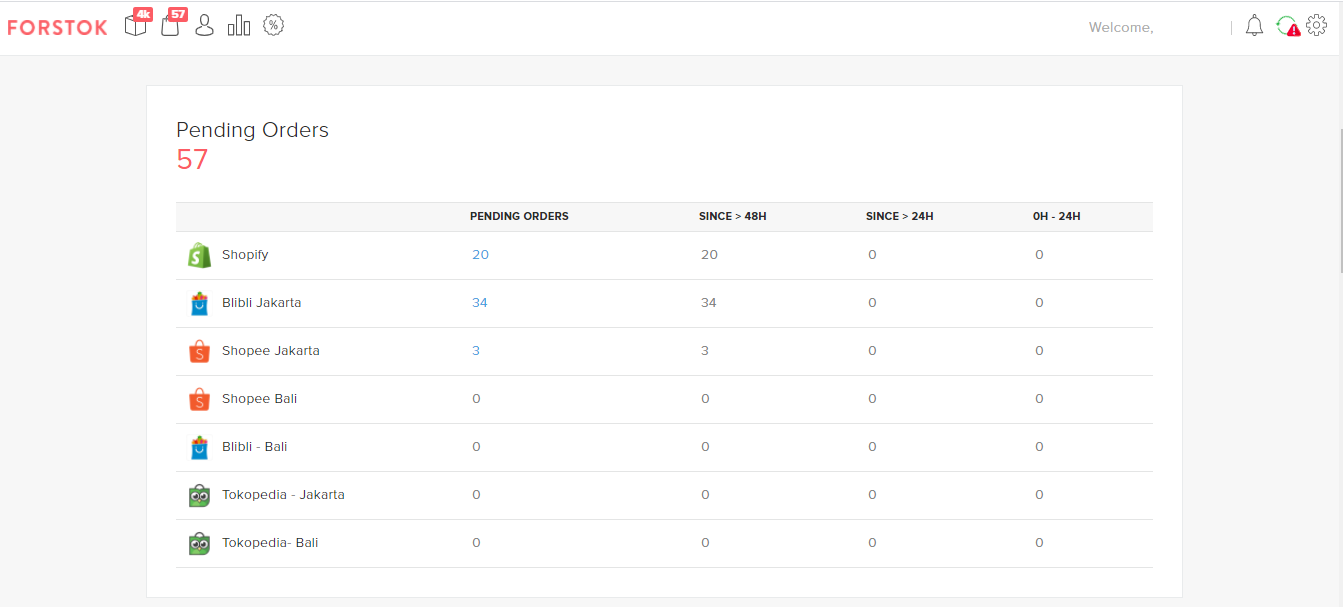 FORSTOK 4k 57 % Welcome, |
Pending Orders
57
PENDING ORDERS SINCE > 48H SINCE > 24H 0H - 24H
Shopify 20 20 0 0
Blibli Jakarta 34 34 0 0
Shopee Jakarta 3 3 0 0
Shopee Bali 0 0 0 0
Blibli - Bali 0 0 0 0
Tokopedia - Jakarta 0 0 0 0
Tokopedia- Bali 0 0 0 0